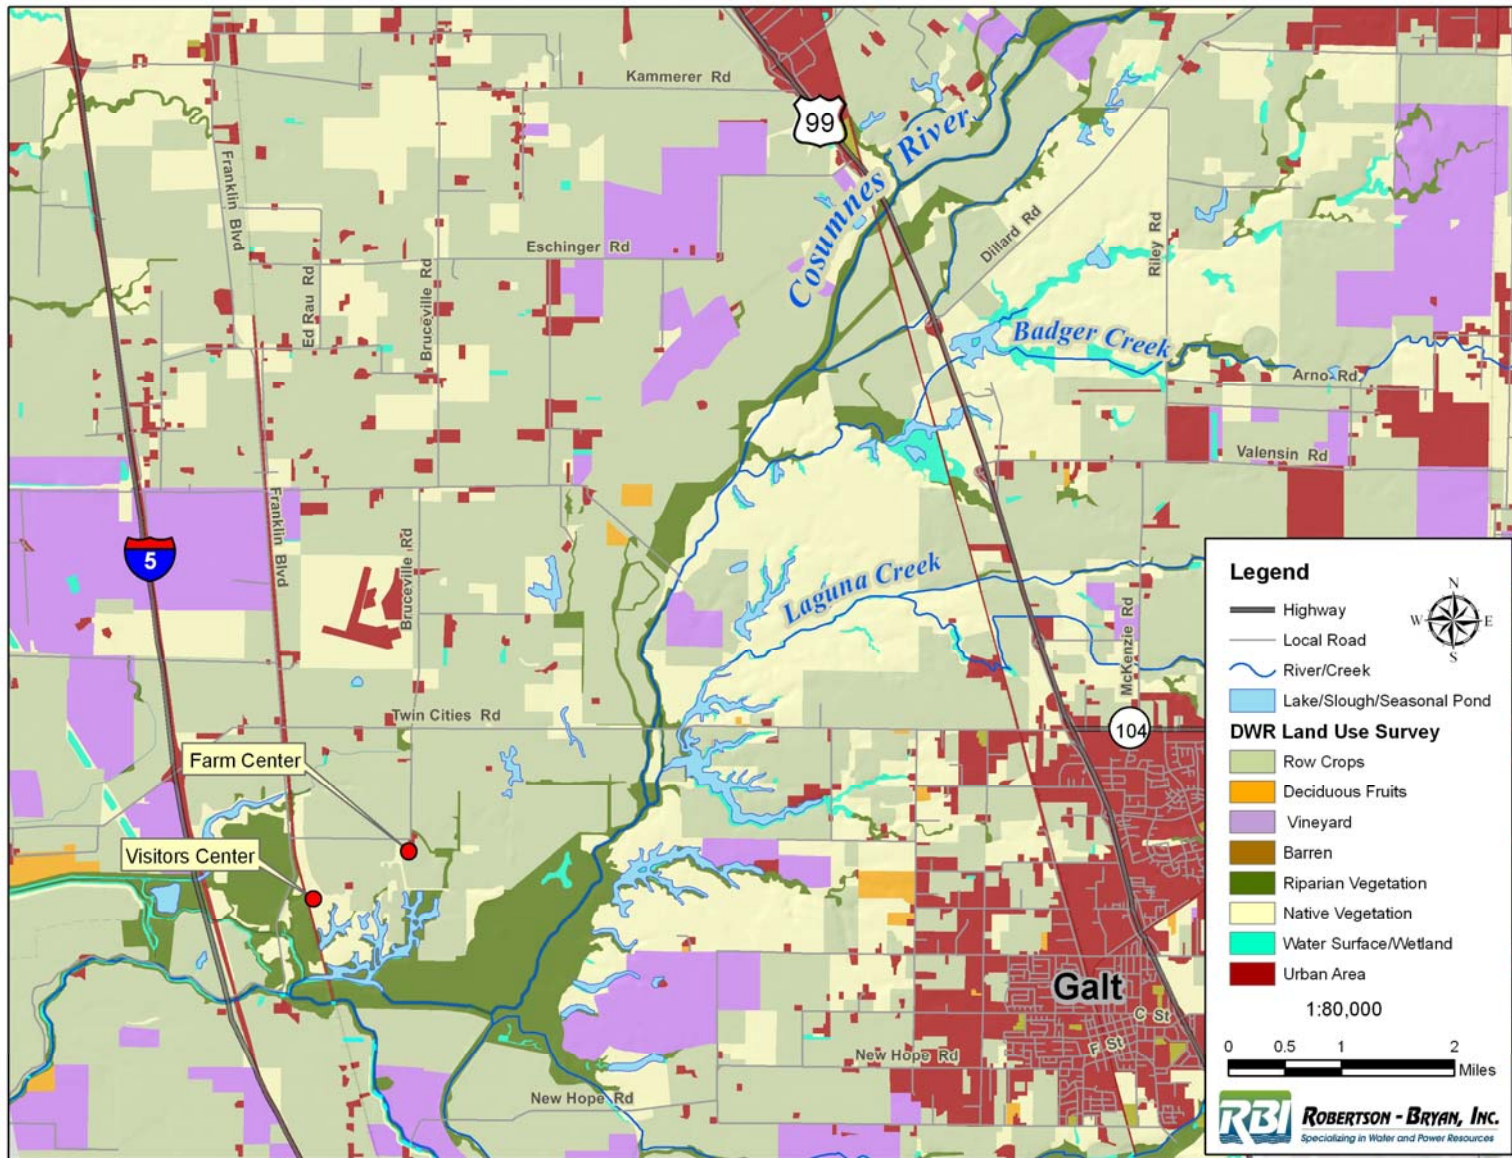 Kammerer Rd
99
Cosumnes River
Franklin Blvd
Dillard Rd
Riley Rd
Eschinger Rd
Ed Rau Rd
Bruceville Rd
Badger Creek
Arno Rd
Valensin Rd
Franklin Blvd
5
Bruceville Rd
Laguna Creek
McKenzie Rd
Twin Cities Rd
104
Farm Center
Visitors Center
Galt
C St
F St
New Hope Rd
New Hope Rd
Legend
N
W E
S
Highway
Local Road
River/Creek
Lake/Slough/Seasonal Pond
DWR Land Use Survey
Row Crops
Deciduous Fruits
Vineyard
Barren
Riparian Vegetation
Native Vegetation
Water Surface/Wetland
Urban Area
1:80,000
0 0.5 1 2
Miles
RBI ROBERTSON - BRYAN, INC.
Specializing in Water and Power Resources